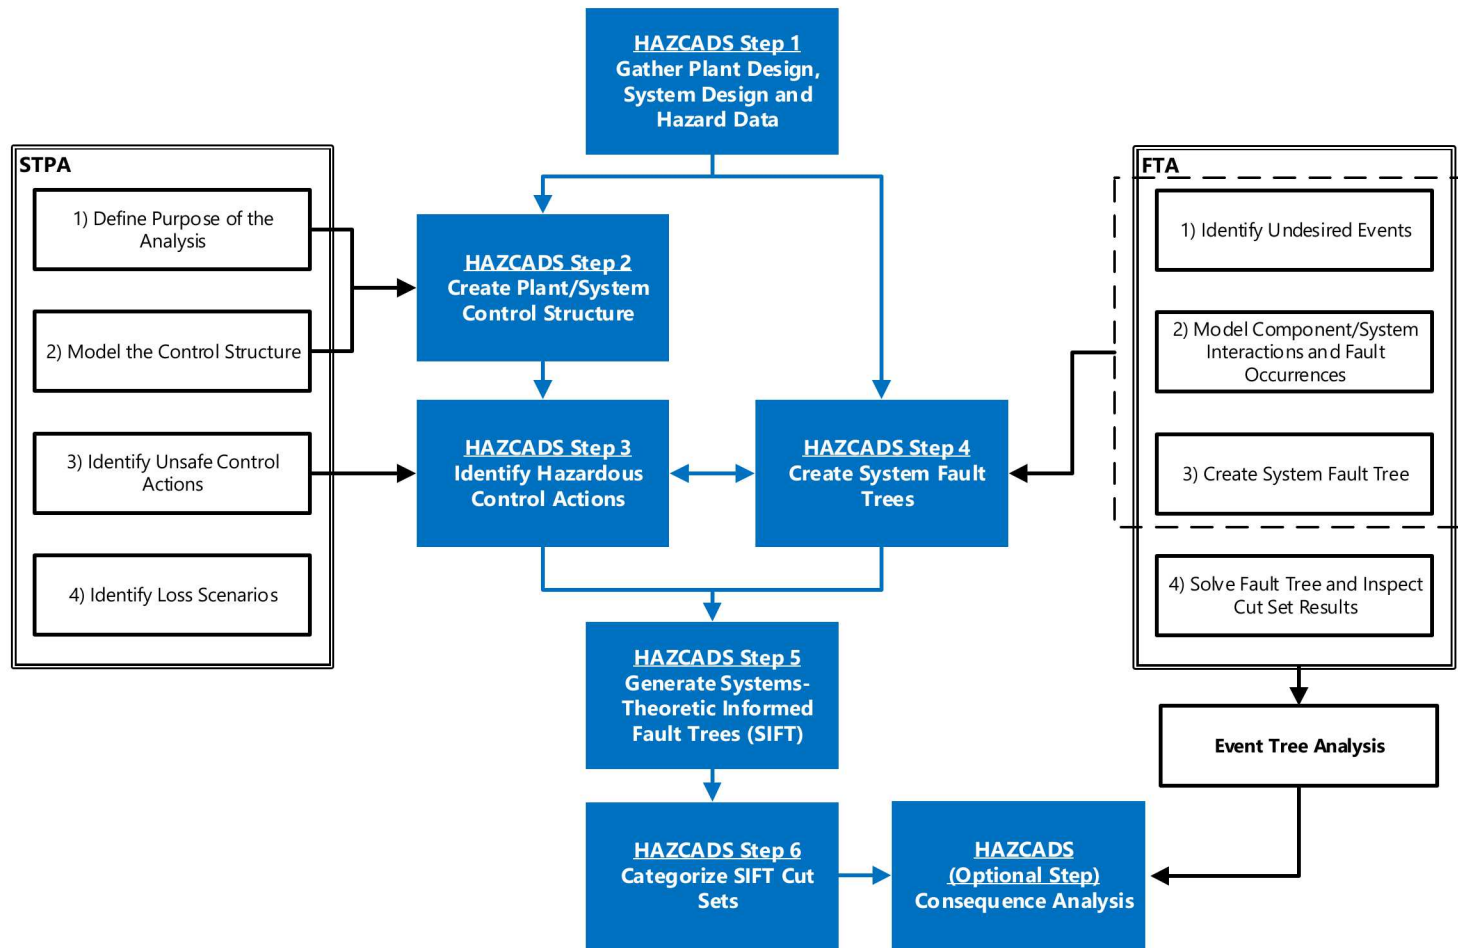 HAZCADS Step 1
Gather Plant Design,
System Design and
Hazard Data
STPA
1) Define Purpose of the
Analysis
2) Model the Control Structure
3) Identify Unsafe Control
Actions
4) Identify Loss Scenarios
HAZCADS Step 2
Create Plant/System
Control Structure
HAZCADS Step 3
Identify Hazardous
Control Actions
HAZCADS Step 4
Create System Fault
Trees
FTA
1) Identify Undesired Events
2) Model Component/System
Interactions and Fault
Occurrences
3) Create System Fault Tree
4) Solve Fault Tree and Inspect
Cut Set Results
HAZCADS Step 5
Generate Systems-
Theoretic Informed
Fault Trees (SIFT)
Event Tree Analysis
HAZCADS Step 6
Categorize SIFT Cut
Sets
HAZCADS
(Optional Step)
Consequence Analysis